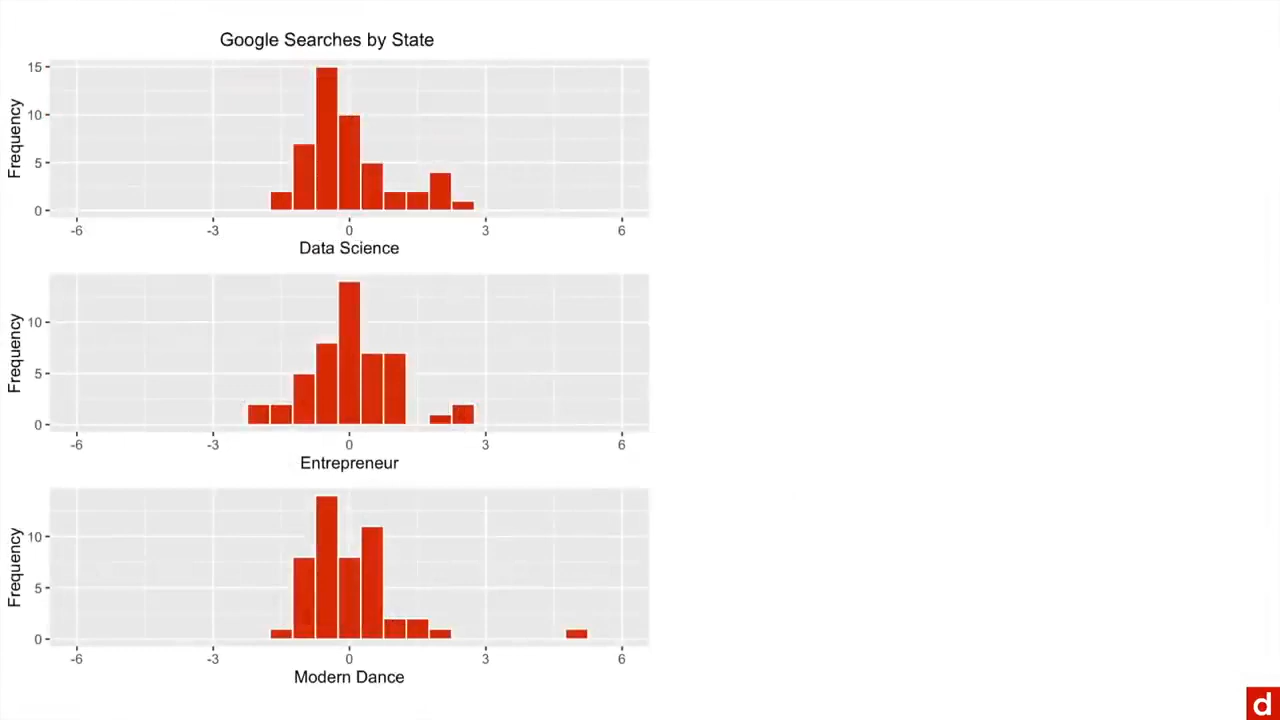 Google Searches by State
Frequency
15
10
5
0
-6 -3 0 3 6
Data Science
Frequency
10
5
0
-6 -3 0 3 6
Entrepreneur
Frequency
10
5
0
-6 -3 0 3 6
Modern Dance
d